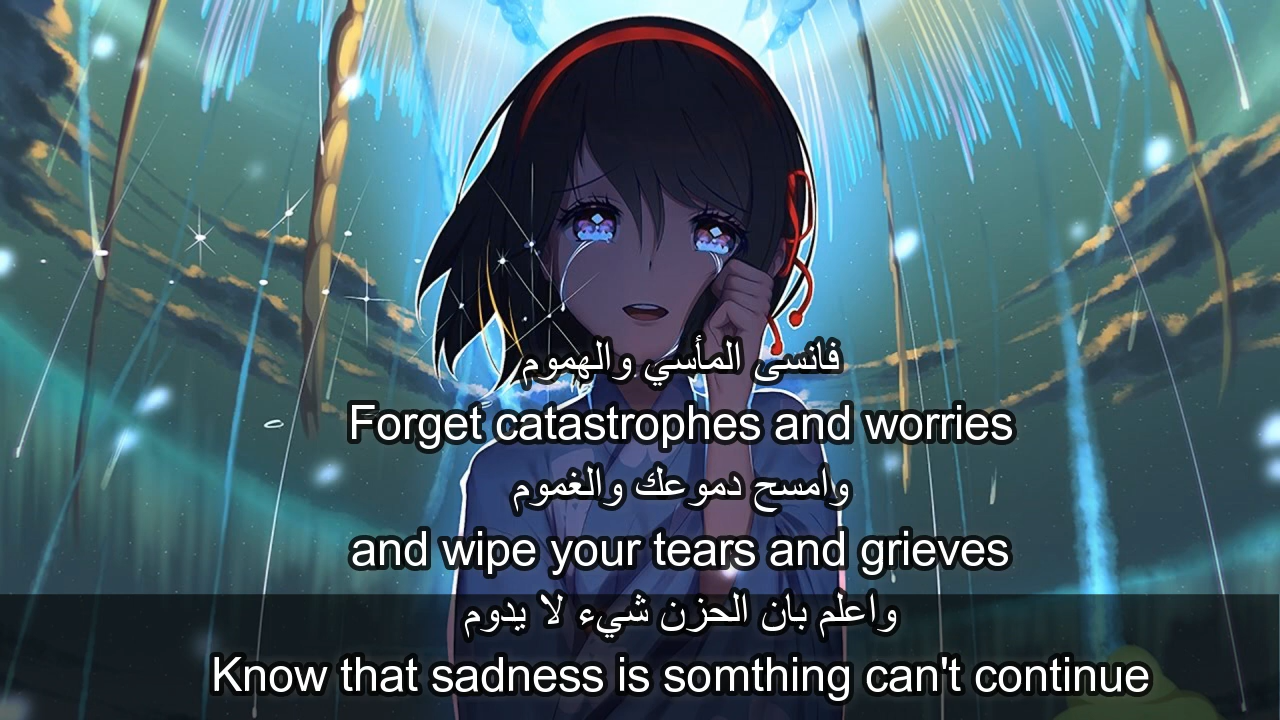 فانسى المأسي والهموم
Forget catastrophes and worries
وامسح دموعك والغموم
and wipe your tears and grieves
واعلم بان الحزن شيء لا يدوم
Know that sadness is somthing can't continue